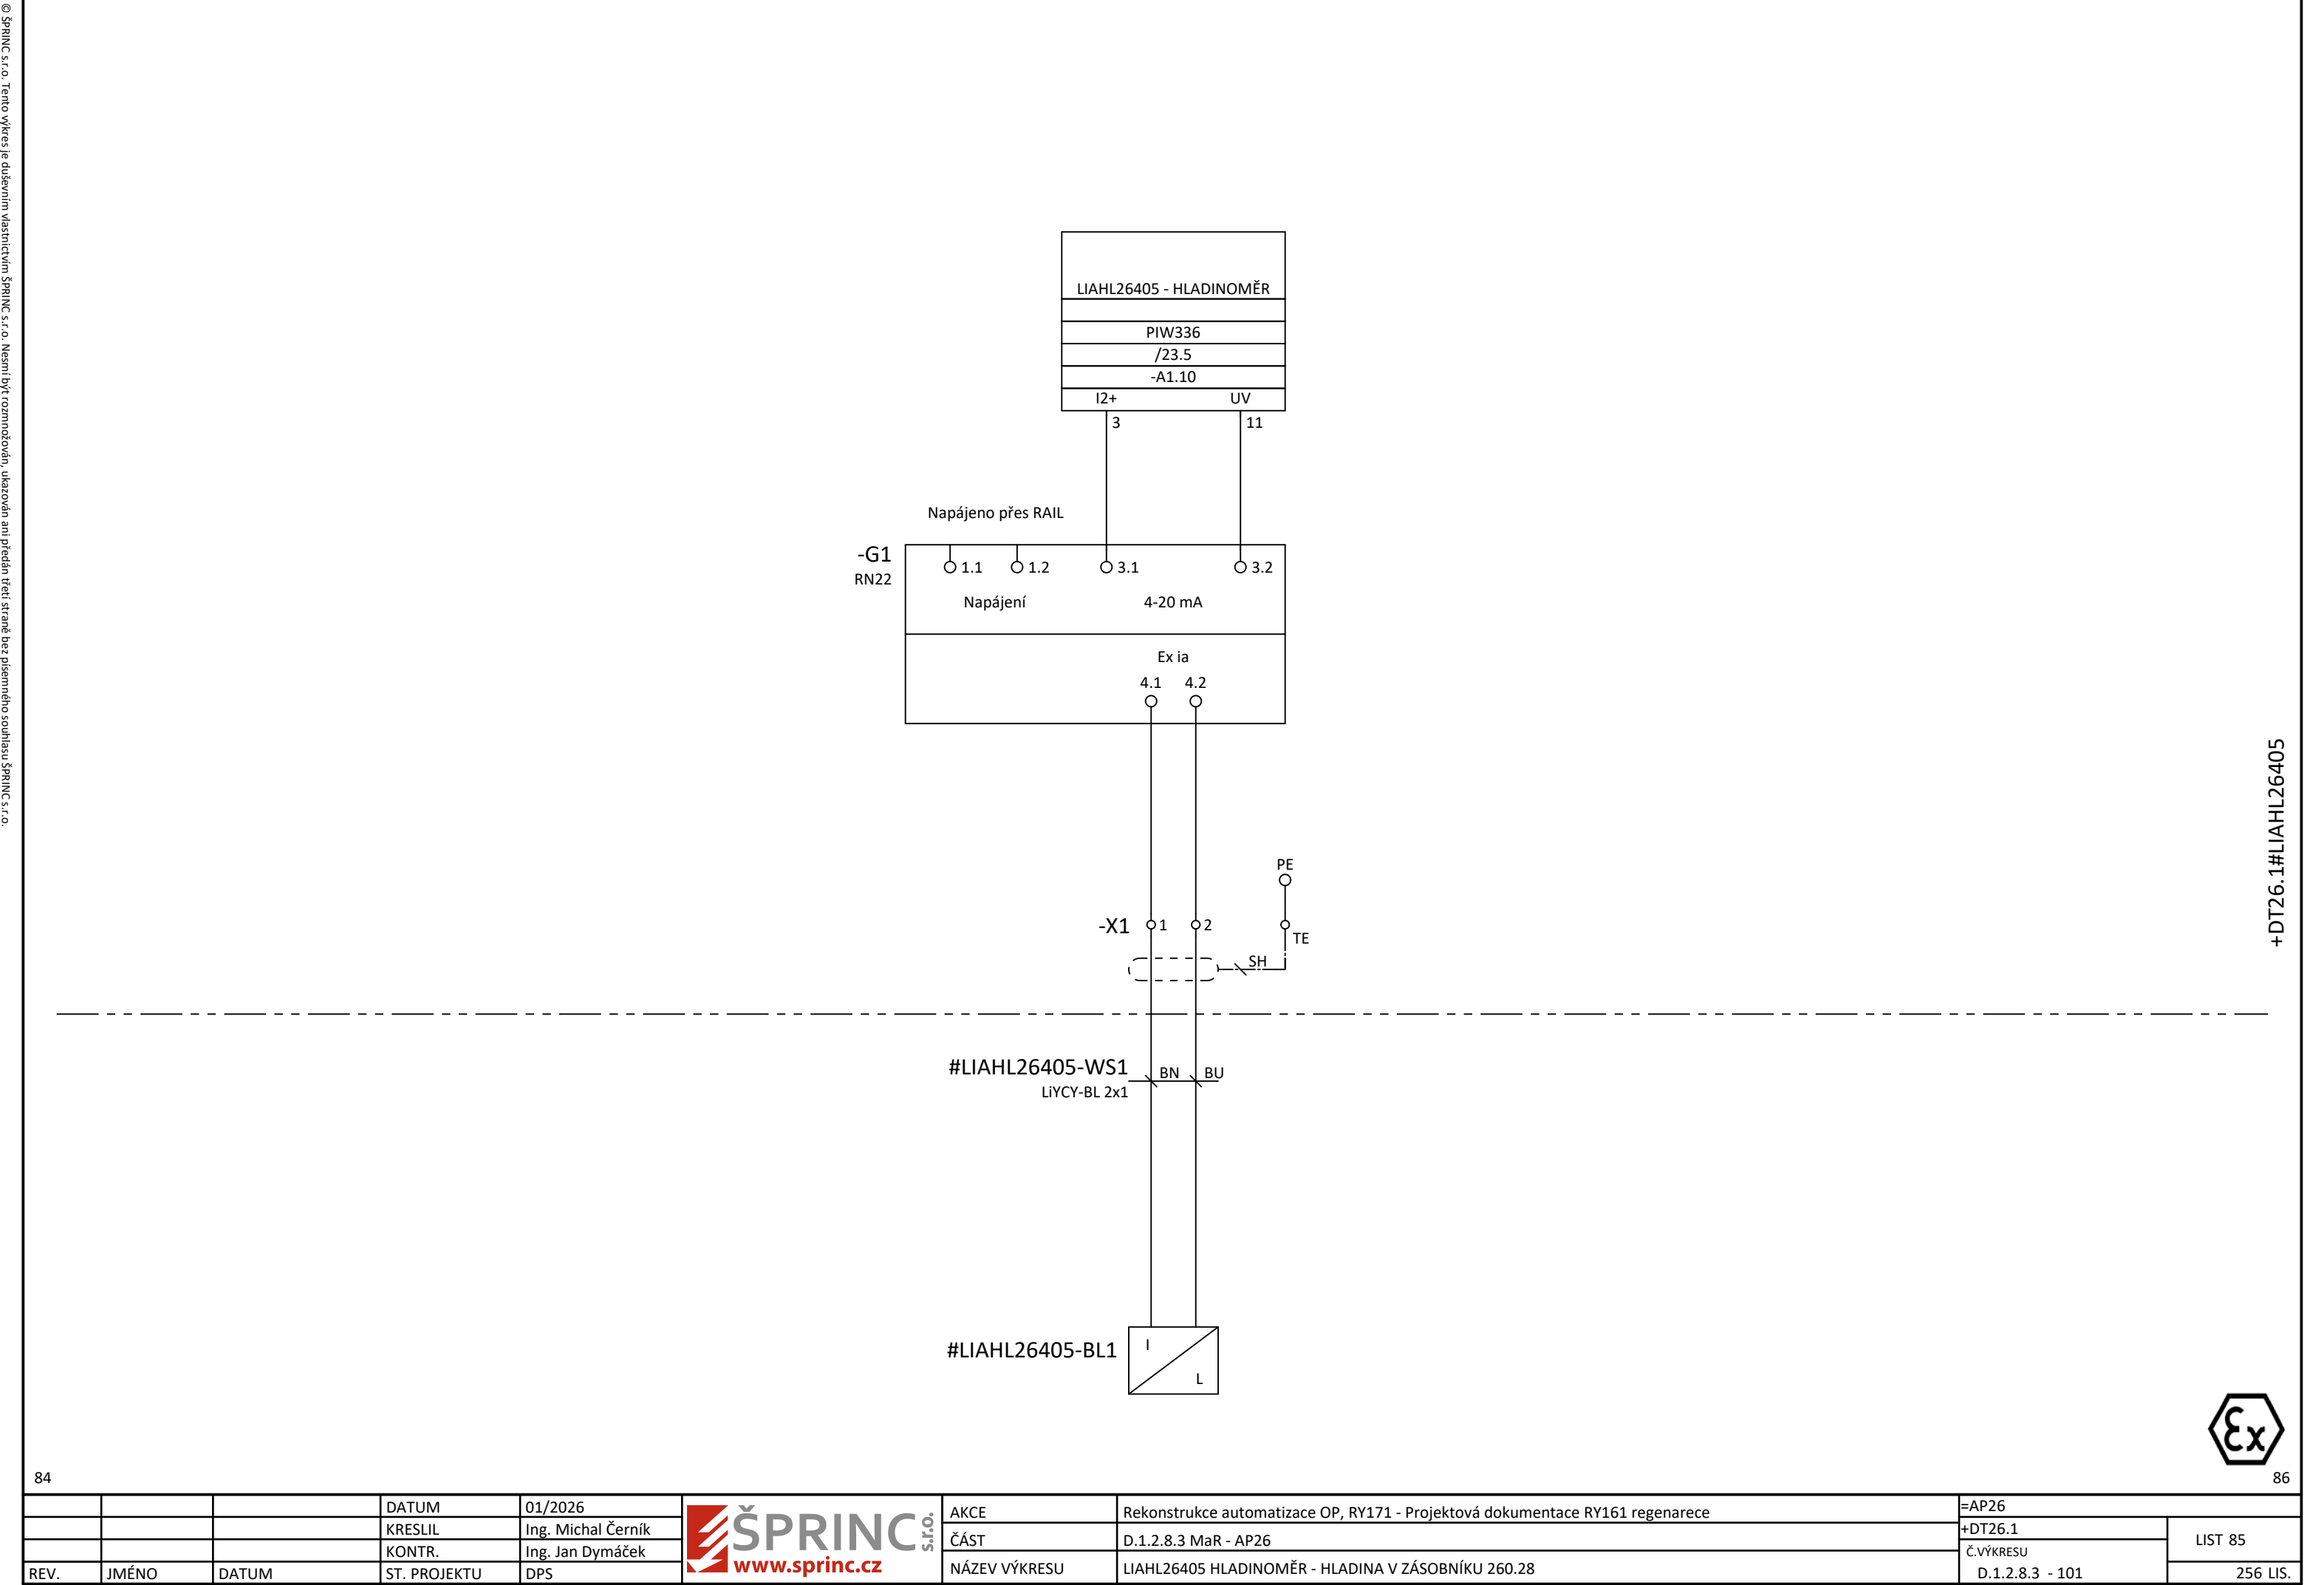 © ŠPRINC s.r.o. Tento výkres je duševním vlastnictvím ŠPRINC s.r.o. Nesmí být rozmnožován, ukazován ani předán třetí straně bez písemného souhlasu ŠPRINC s.r.o.
LIAHL26405 - HLADINOMĚR
PIW336
/23.5
-A1.10
I2+ UV
3 11
Napájeno přes RAIL
-G1
RN22
1.1 1.2 3.1 3.2
Napájení 4-20 mA
Ex ia
4.1 4.2
PE
-X1 1 2
TE
SH
+DT26.1#LIAHL26405
#LIAHL26405-WS1 BN BU
LiYCY-BL 2x1
#LIAHL26405-BL1
I
L
Ex
84 86
DATUM 01/2026
KRESLIL Ing. Michal Černík
KONTR. Ing. Jan Dymáček
REV. JMÉNO DATUM ST. PROJEKTU DPS
ŠPRINC s.r.o.
www.sprinc.cz
AKCE Rekonstrukce automatizace OP, RY171 - Projektová dokumentace RY161 regenarece
ČÁST D.1.2.8.3 MaR - AP26
NÁZEV VÝKRESU LIAHL26405 HLADINOMĚR - HLADINA V ZÁSOBNÍKU 260.28
=AP26
+DT26.1
Č.VÝKRESU
D.1.2.8.3 - 101
LIST 85
256 LIS.